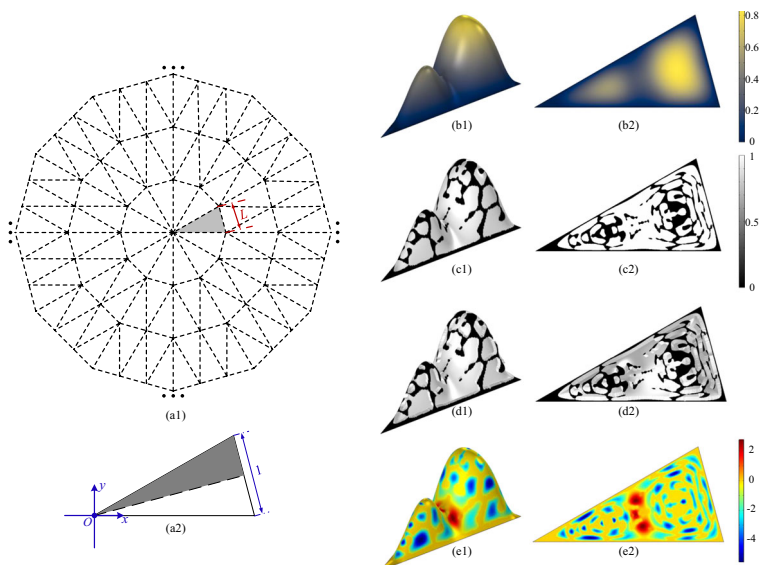 L
(a1)
y
O
x
1
(a2)
(b1)
(b2)
0.8
0.6
0.4
0.2
0
(c1)
(c2)
1
0.5
0
(d1)
(d2)
(e1)
(e2)
2
0
-2
-4